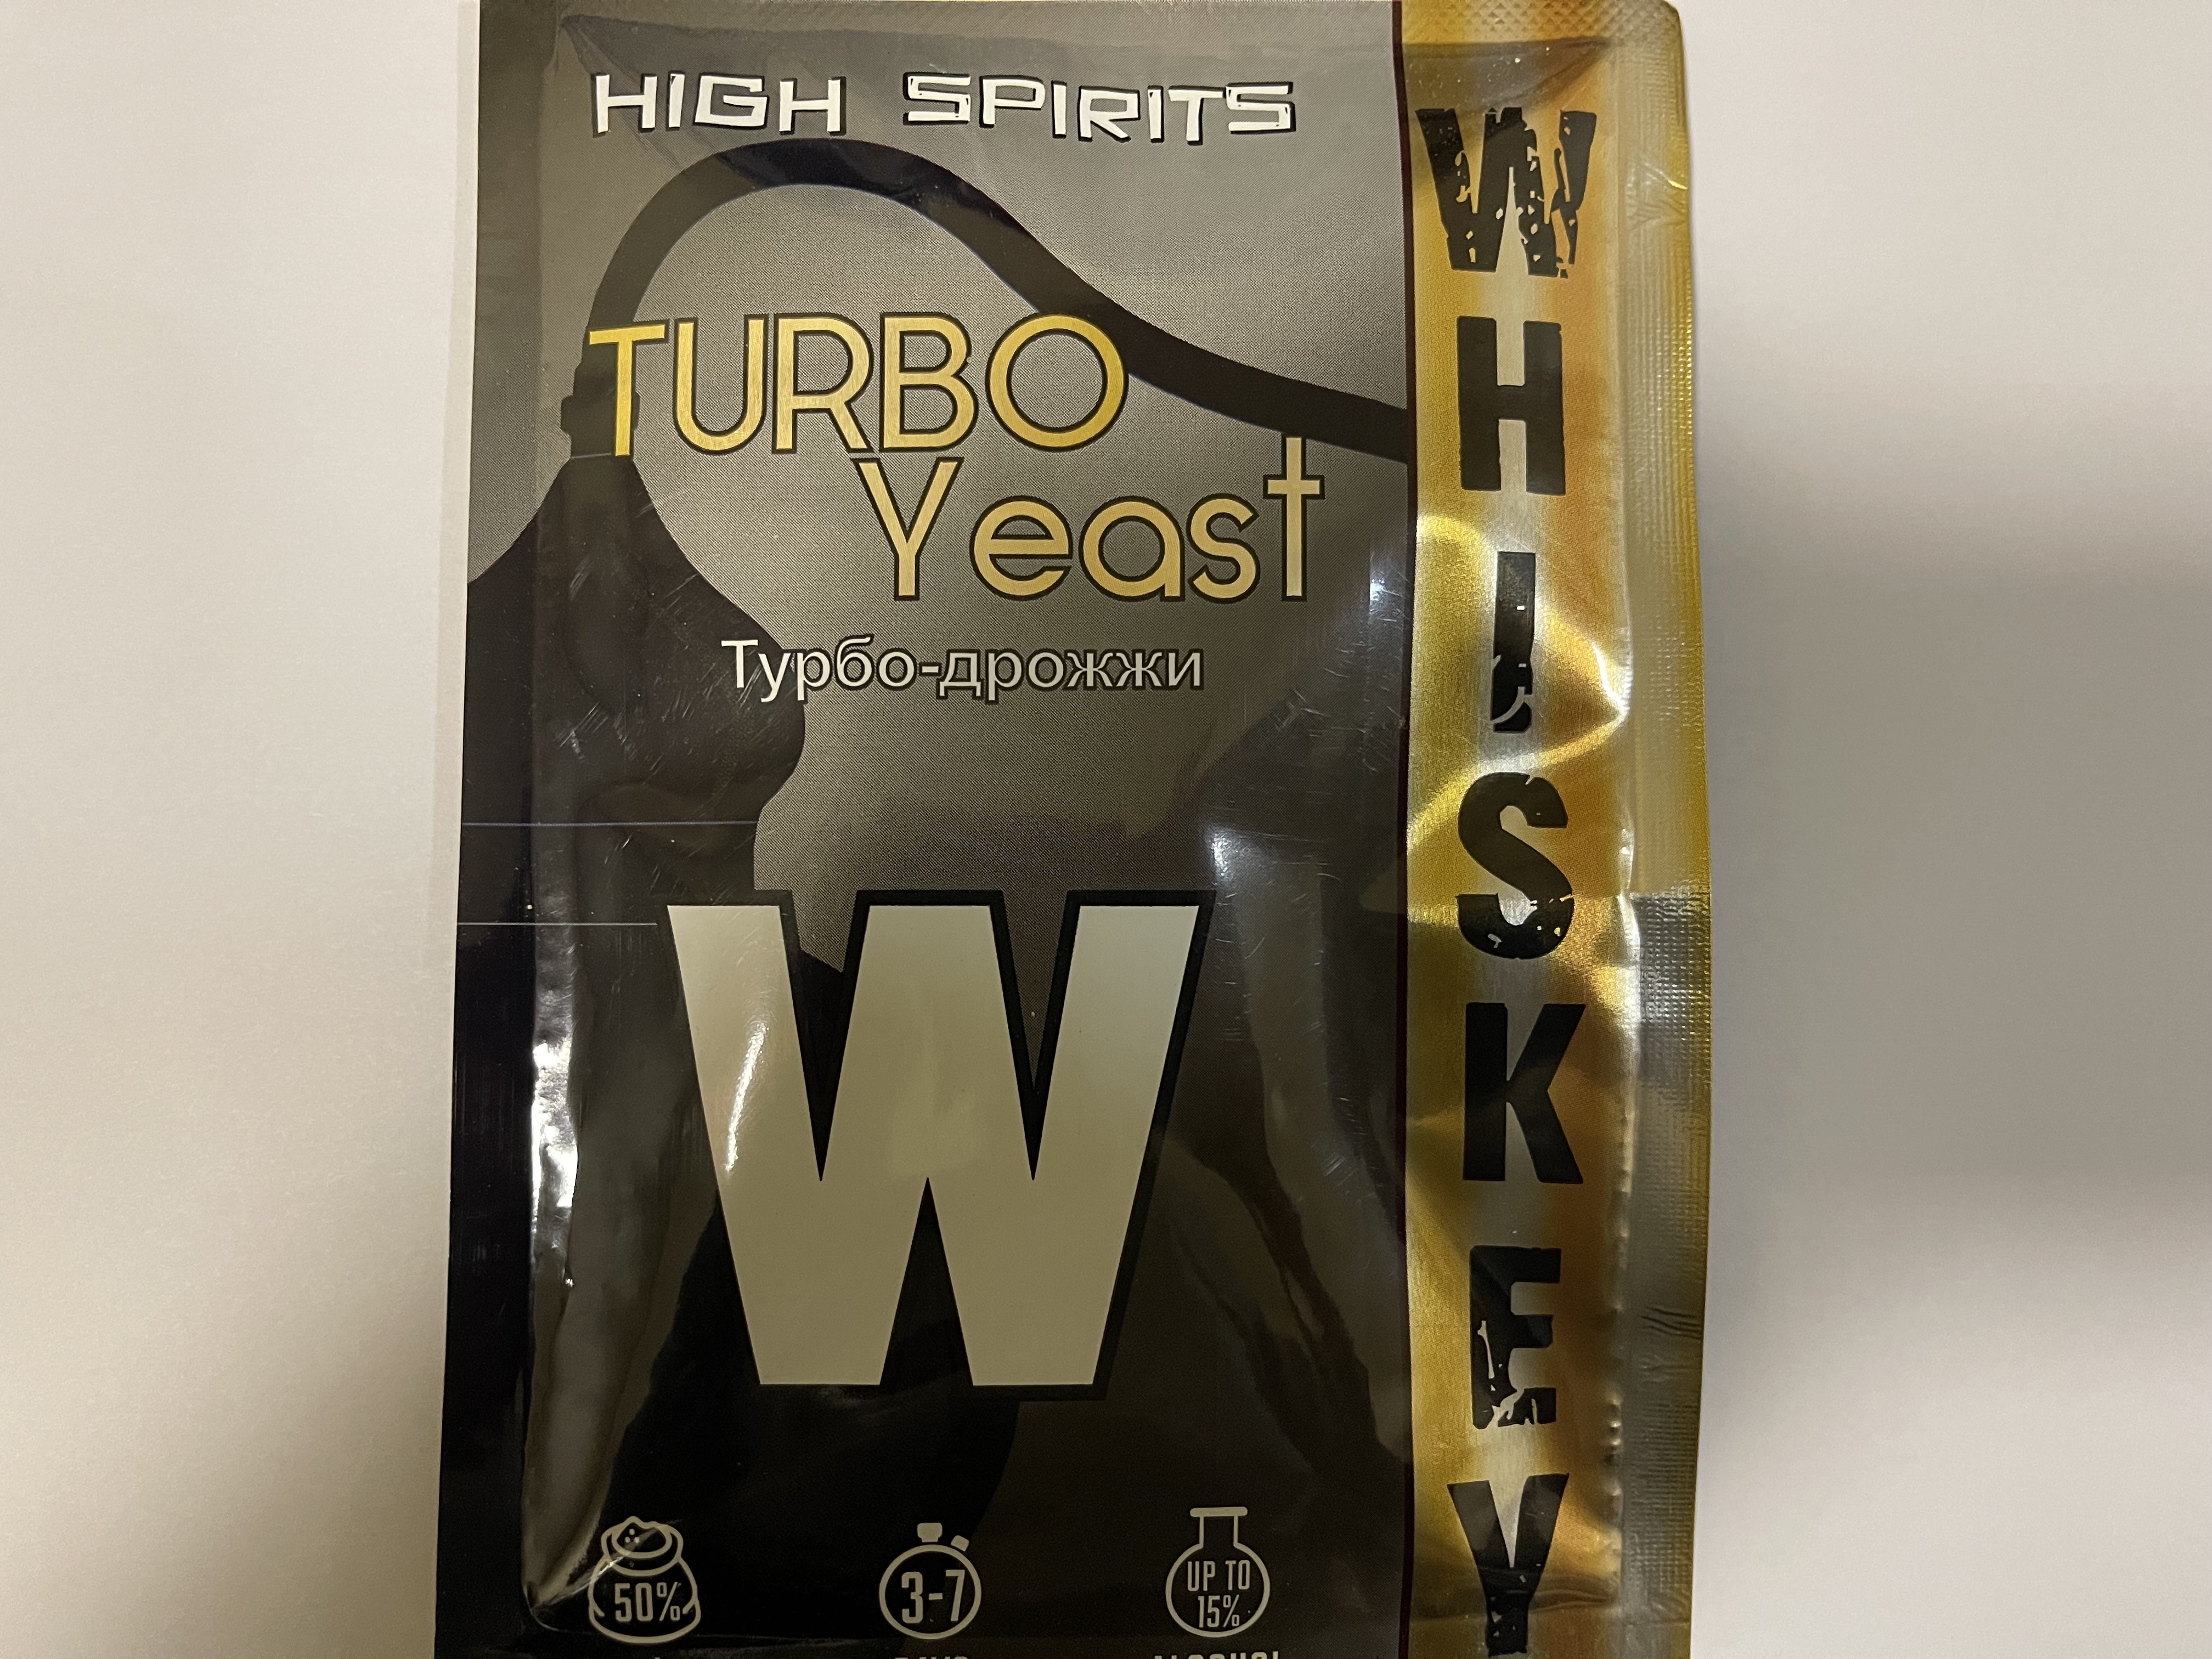 HIGH SPIRITS
TURBO
Yeast
Турбо-дрожжи
W
50%
3-7
UP TO
15%
WHISKEY